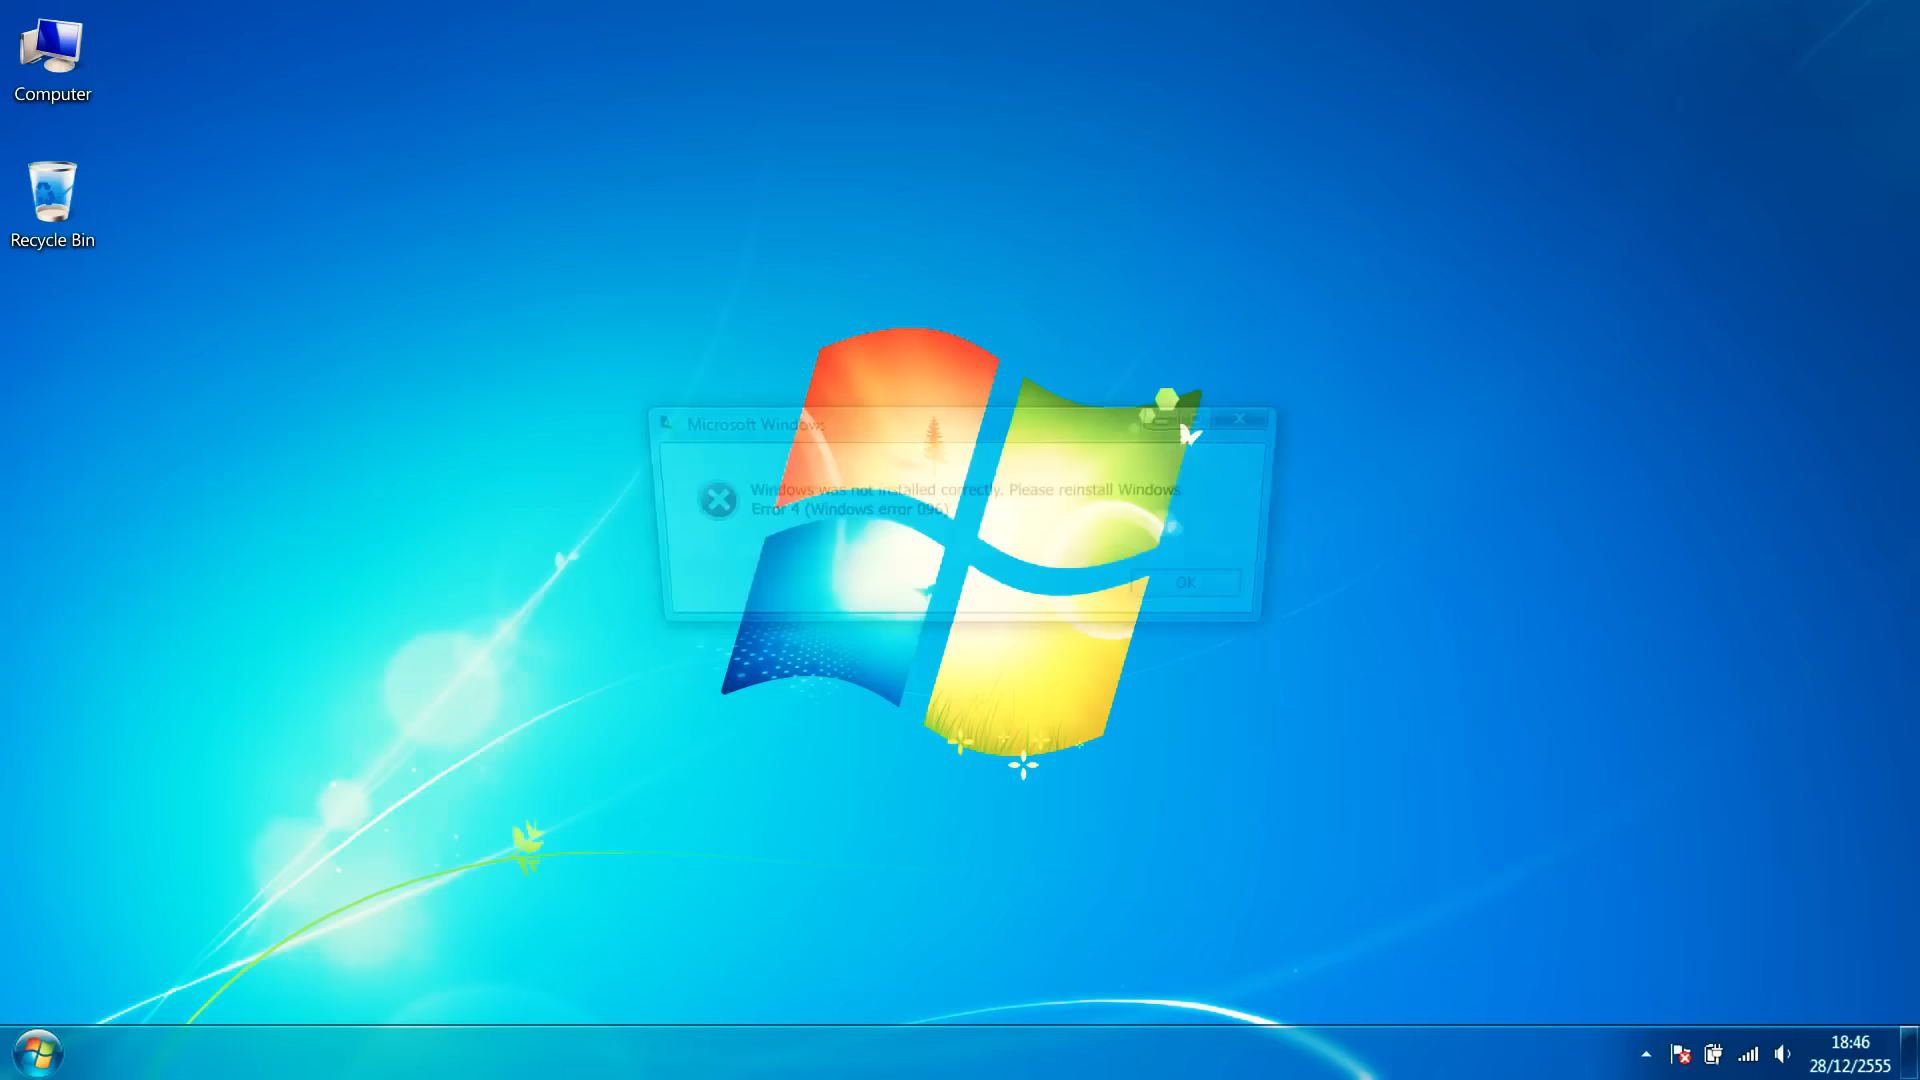 Computer
Recycle Bin
Microsoft Windows
Windows was not installed correctly. Please reinstall Windows.
Error 4 (Windows error 096)
OK
18:46
28/12/2555